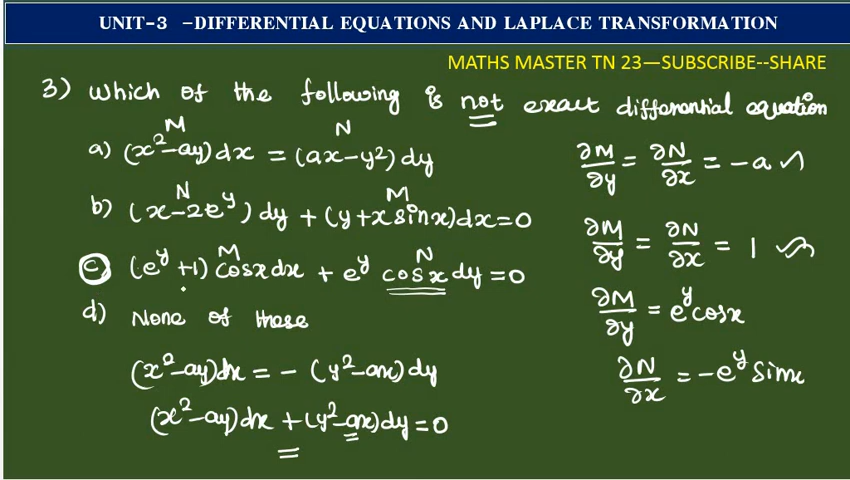 UNIT-3 –DIFFERENTIAL EQUATIONS AND LAPLACE TRANSFORMATION
MATHS MASTER TN 23—SUBSCRIBE--SHARE
3) Which of the following is not exact differential equation
M N
a) (x²-ay)dx = (ax-y²)dy
N M
b) (x-2e^y)dy + (y+x sinx)dx=0
M N
c) (e^y+1) cosx dx + e^y cosx dy=0
d) None of these
(x²-ay)dx = - (y²-ax)dy
(x²-ay)dx + (y²-ax)dy=0
∂M/∂y = ∂N/∂x = -a
∂M/∂y = ∂N/∂x = 1
∂M/∂y = e^y cosx
∂N/∂x = -e^y sinx